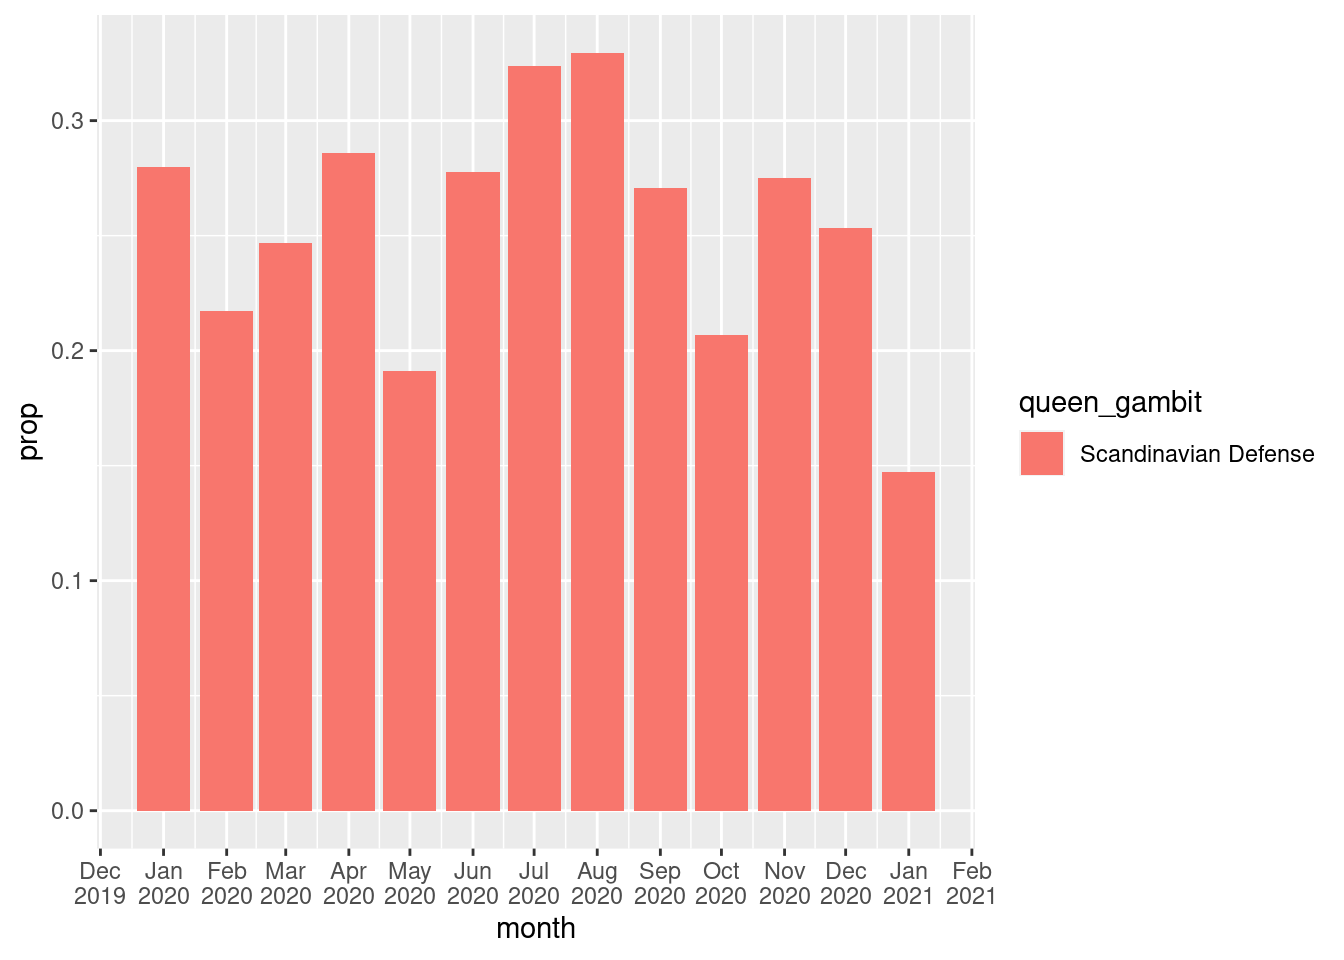 0.3
0.2
0.1
0.0
prop
Dec Jan Feb Mar Apr May Jun Jul Aug Sep Oct Nov Dec Jan Feb
2019 2020 2020 2020 2020 2020 2020 2020 2020 2020 2020 2020 2020 2021 2021
month
queen_gambit
Scandinavian Defense